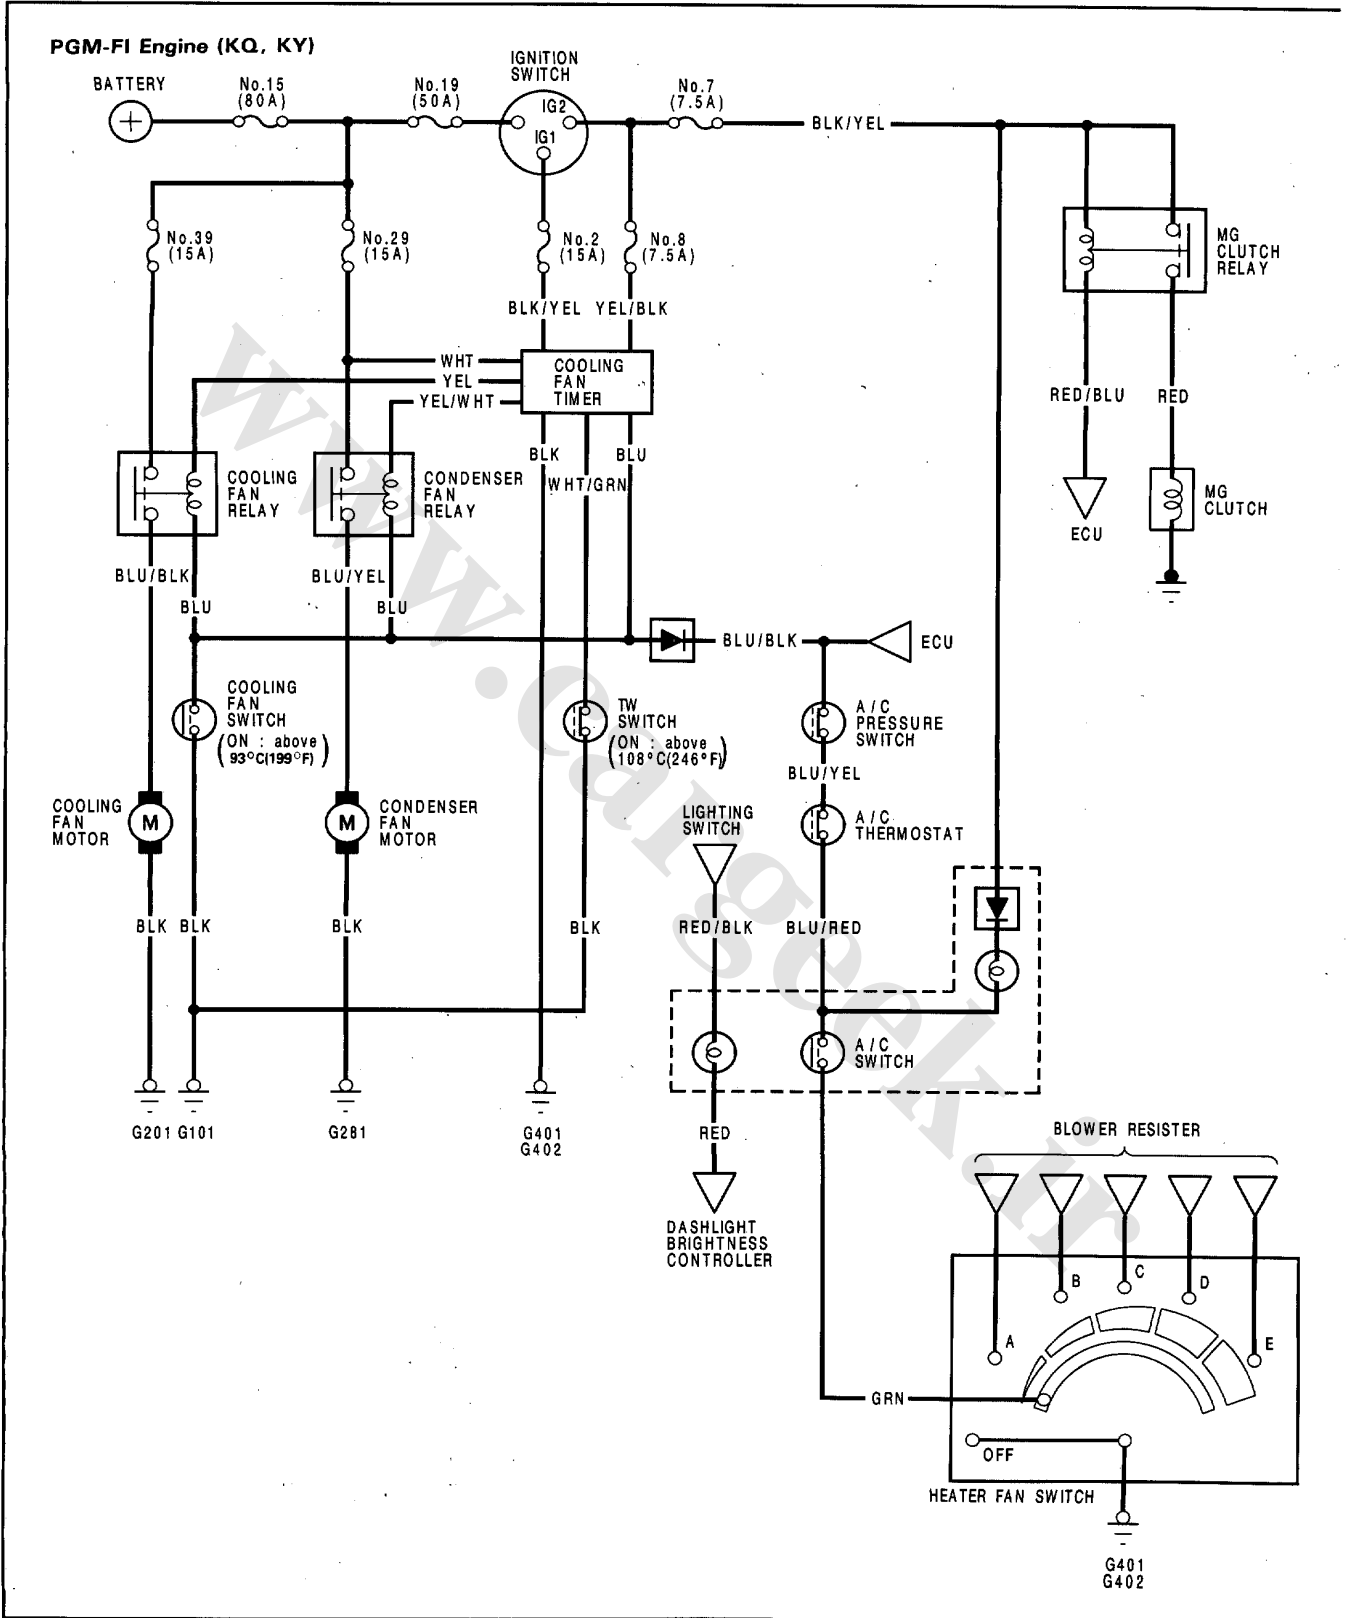 PGM-FI Engine (KQ, KY)
BATTERY
No.15
(80A)
No.19
(50A)
IGNITION
SWITCH
IG2
IG1
No.7
(7.5A)
BLK/YEL
No.39
(15A)
No.29
(15A)
No.2
(15A)
No.8
(7.5A)
MG
CLUTCH
RELAY
BLK/YEL YEL/BLK
WHT
YEL
YEL/WHT
COOLING
FAN
TIMER
RED/BLU
RED
BLK
BLU
WHT/GRN
COOLING
FAN
RELAY
CONDENSER
FAN
RELAY
ECU
MG
CLUTCH
BLU/BLK
BLU/YEL
BLU
BLU
BLU/BLK
ECU
COOLING
FAN
SWITCH
(ON : above
93°C(199°F))
TW
SWITCH
(ON : above
108°C(246°F))
A/C
PRESSURE
SWITCH
BLU/YEL
COOLING
FAN
MOTOR
M
M
CONDENSER
FAN
MOTOR
LIGHTING
SWITCH
A/C
THERMOSTAT
BLK BLK
BLK
BLK
RED/BLK
BLU/RED
A/C
SWITCH
G201 G101
G281
G401
G402
RED
DASHLIGHT
BRIGHTNESS
CONTROLLER
BLOWER RESISTER
A
B
C
D
E
GRN
OFF
HEATER FAN SWITCH
G401
G402
www.cargeek.ir